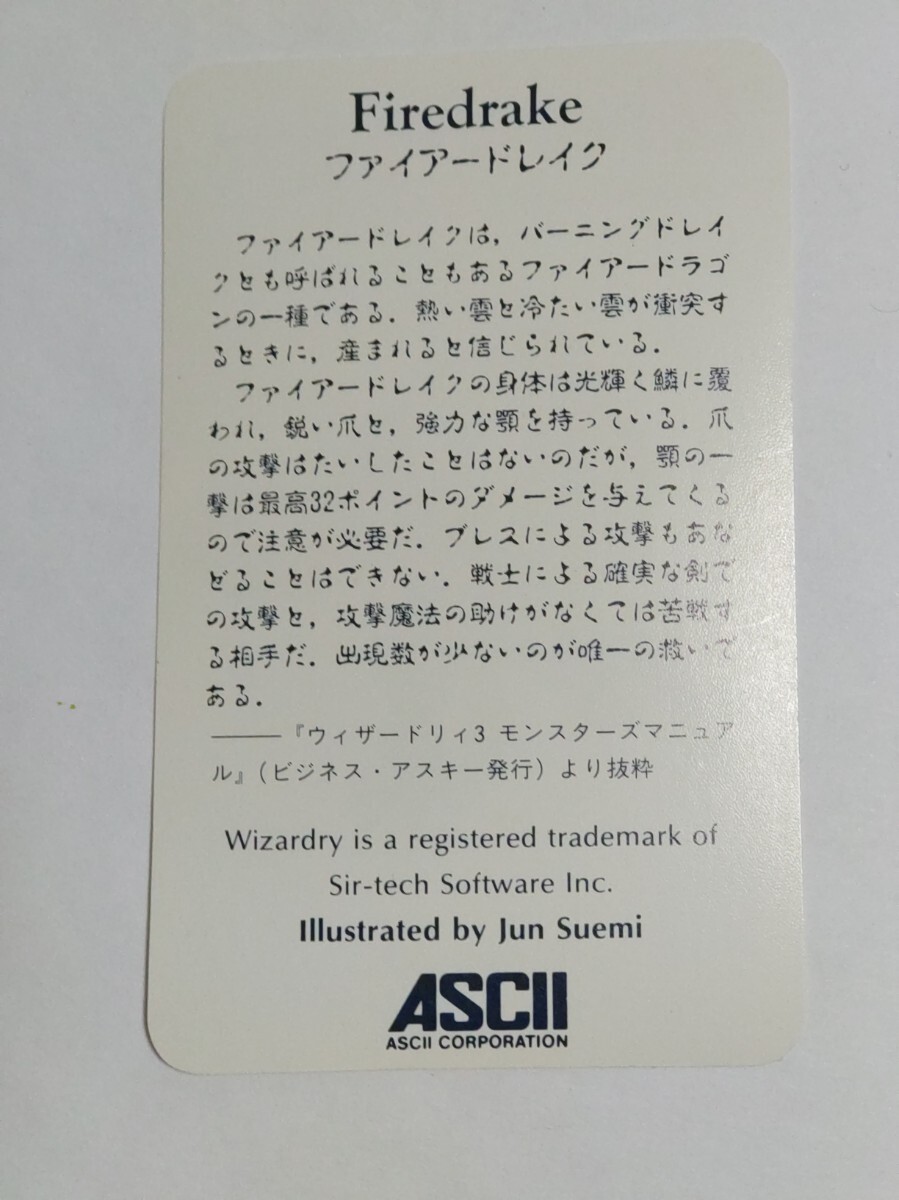 Firedrake
ファイアードレイク
ファイアードレイクは，バーニングドレイ
クとも呼ばれることもあるファイアードラゴ
ンの一種である．熱い雲と冷たい雲が衝突す
るときに，産まれると信じられている．
ファイアードレイクの身体は光輝く鱗に覆
われ，鋭い爪と，強力な顎を持っている．爪
の攻撃はたいしたことはないのだが，顎の一
撃は最高32ポイントのダメージを与えてくる
ので注意が必要だ．ブレスによる攻撃もあな
どることはできない．戦士による確実な剣で
の攻撃と，攻撃魔法の助けがなくては苦戦す
る相手だ．出現数が少ないのが唯一の救いで
ある．
――『ウィザードリィ3 モンスターズマニュア
ル』（ビジネス・アスキー発行）より抜粋
Wizardry is a registered trademark of
Sir-tech Software Inc.
Illustrated by Jun Suemi
ASCII
ASCII CORPORATION